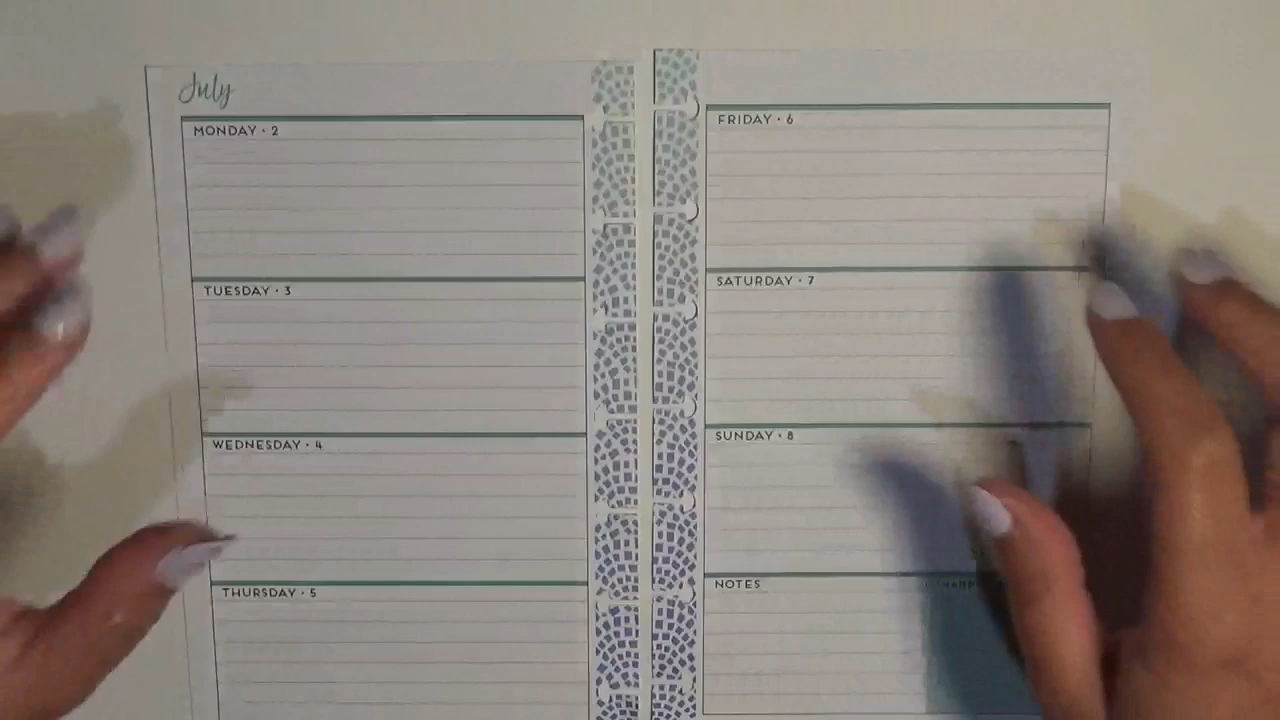 July
MONDAY • 2
TUESDAY • 3
WEDNESDAY • 4
THURSDAY • 5
FRIDAY • 6
SATURDAY • 7
SUNDAY • 8
NOTES